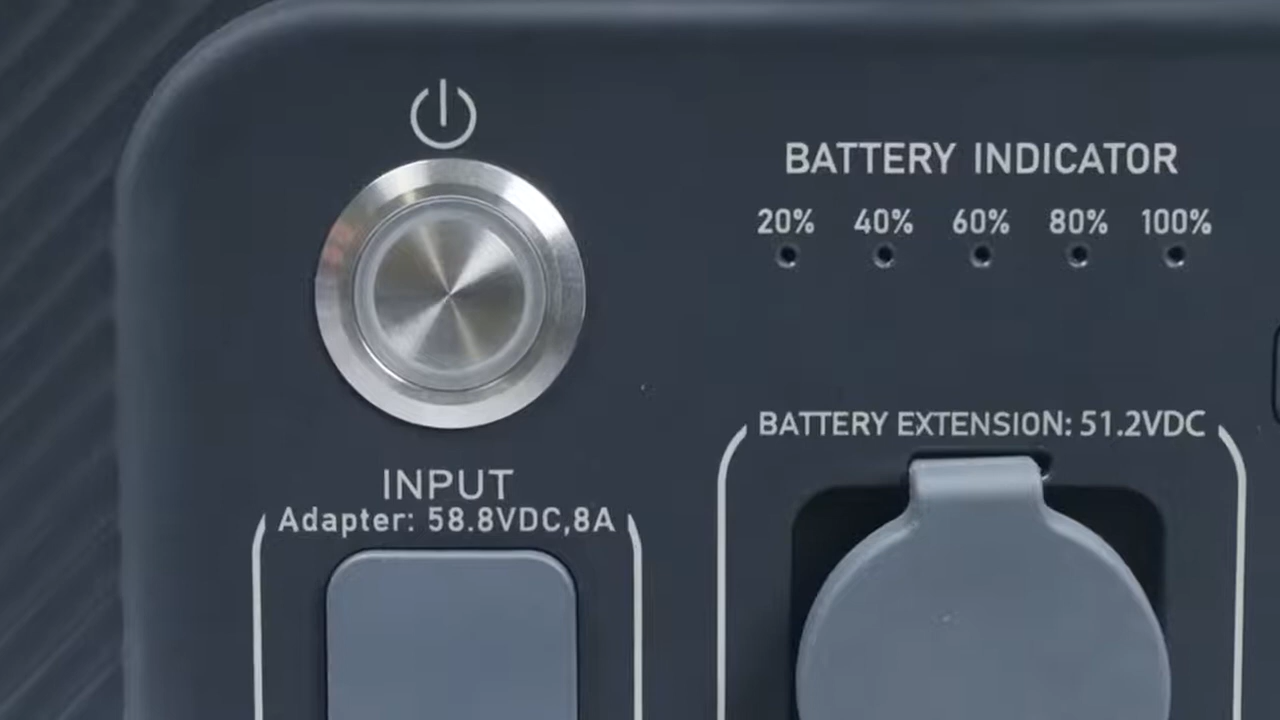 BATTERY INDICATOR
20% 40% 60% 80% 100%
BATTERY EXTENSION: 51.2VDC
INPUT
Adapter: 58.8VDC,8A